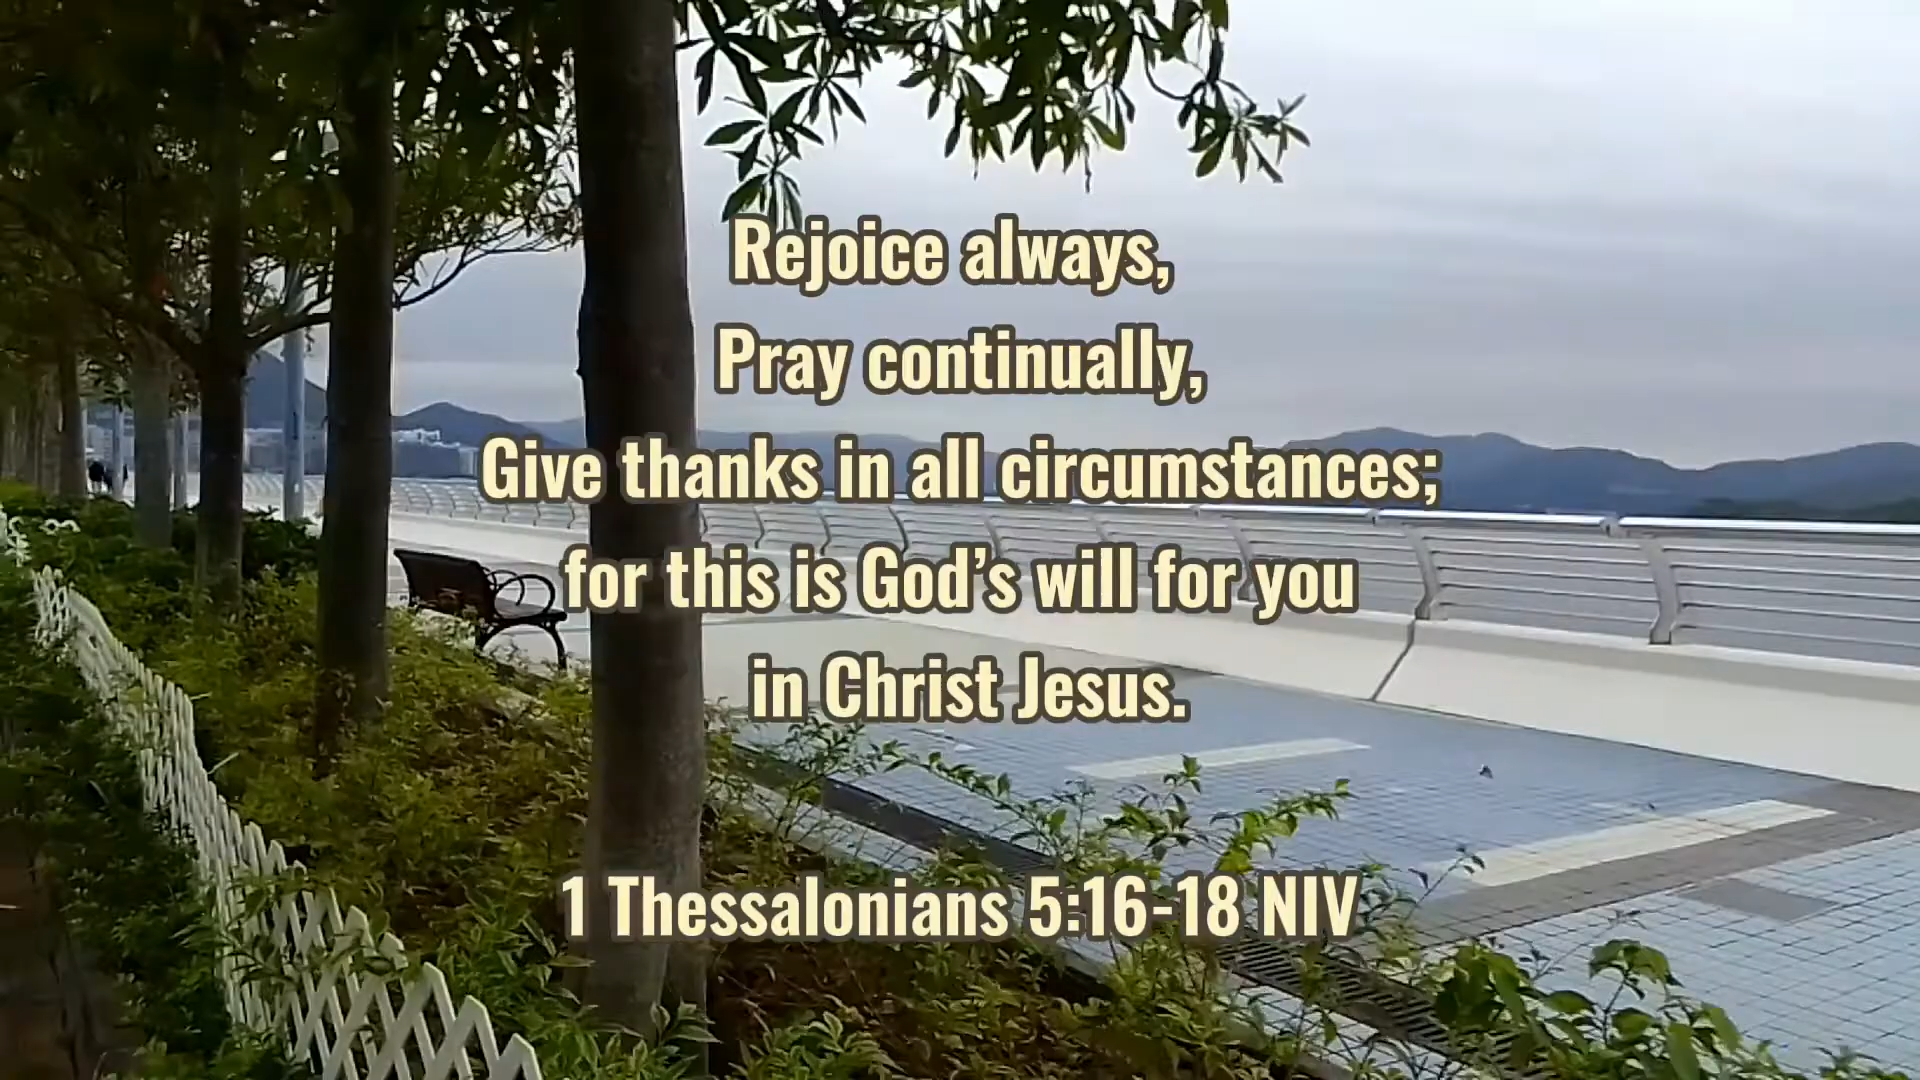 Rejoice always,
Pray continually,
Give thanks in all circumstances;
for this is God’s will for you
in Christ Jesus.
1 Thessalonians 5:16-18 NIV